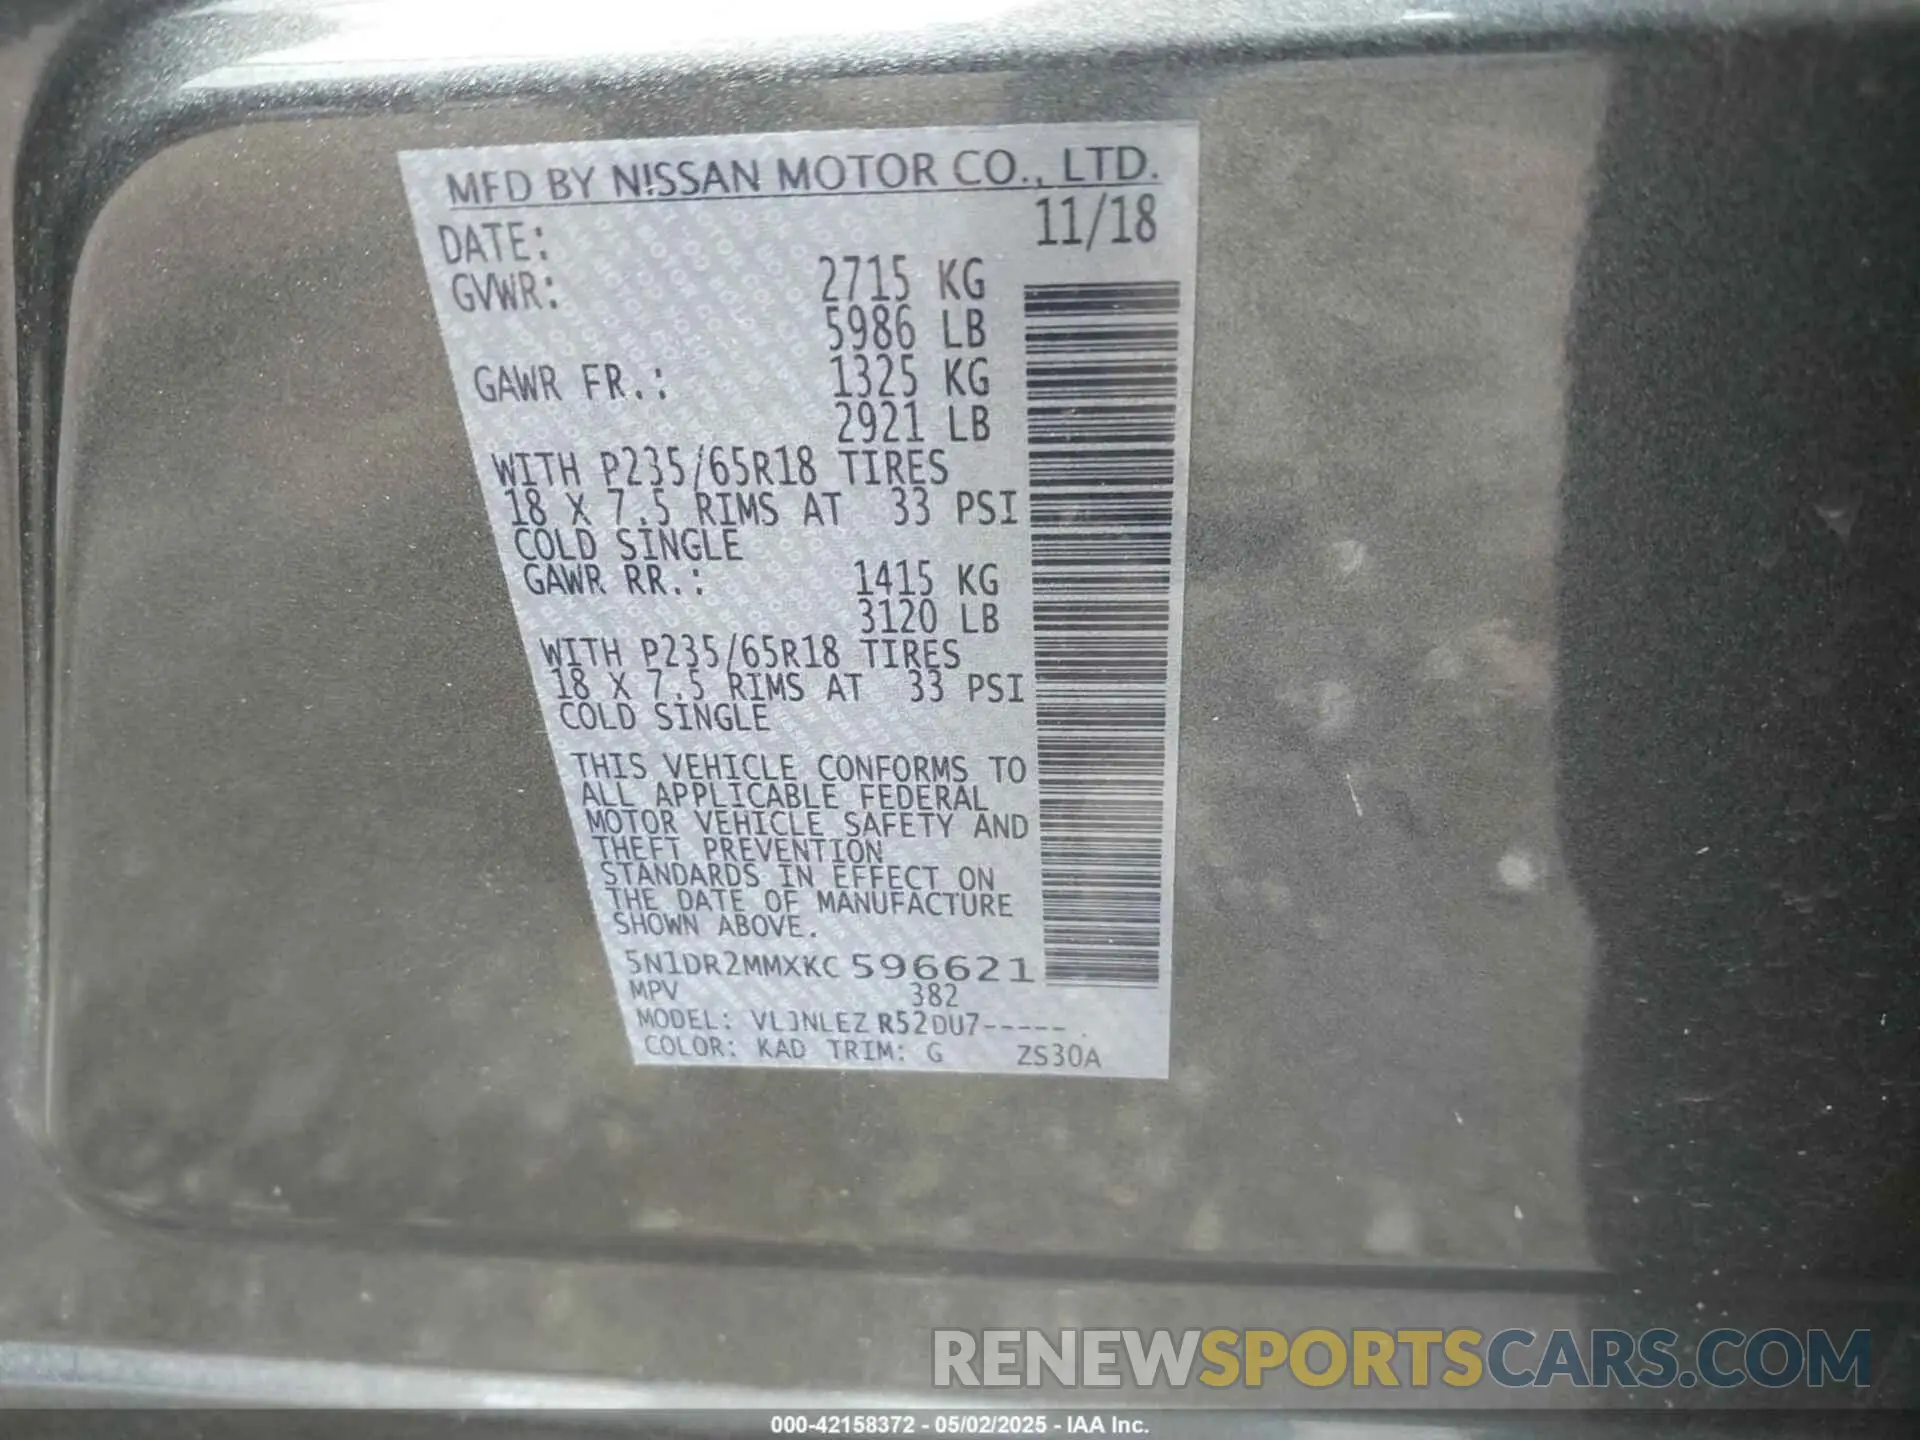 MFD BY NISSAN MOTOR CO., LTD.
DATE: 11/18
GVWR: 2715 KG
5986 LB
GAWR FR.: 1325 KG
2921 LB
WITH P235/65R18 TIRES
18 X 7.5 RIMS AT 33 PSI
COLD SINGLE
GAWR RR.: 1415 KG
3120 LB
WITH P235/65R18 TIRES
18 X 7.5 RIMS AT 33 PSI
COLD SINGLE
THIS VEHICLE CONFORMS TO
ALL APPLICABLE FEDERAL
MOTOR VEHICLE SAFETY AND
THEFT PREVENTION
STANDARDS IN EFFECT ON
THE DATE OF MANUFACTURE
SHOWN ABOVE.
5N1DR2MMXKC 596621
MPV 382
MODEL: R52DU7-----
COLOR: KAD TRIM: G ZS30A
RENEWSPORTSCARS.COM
000-42158372 - 05/02/2025 - IAA Inc.